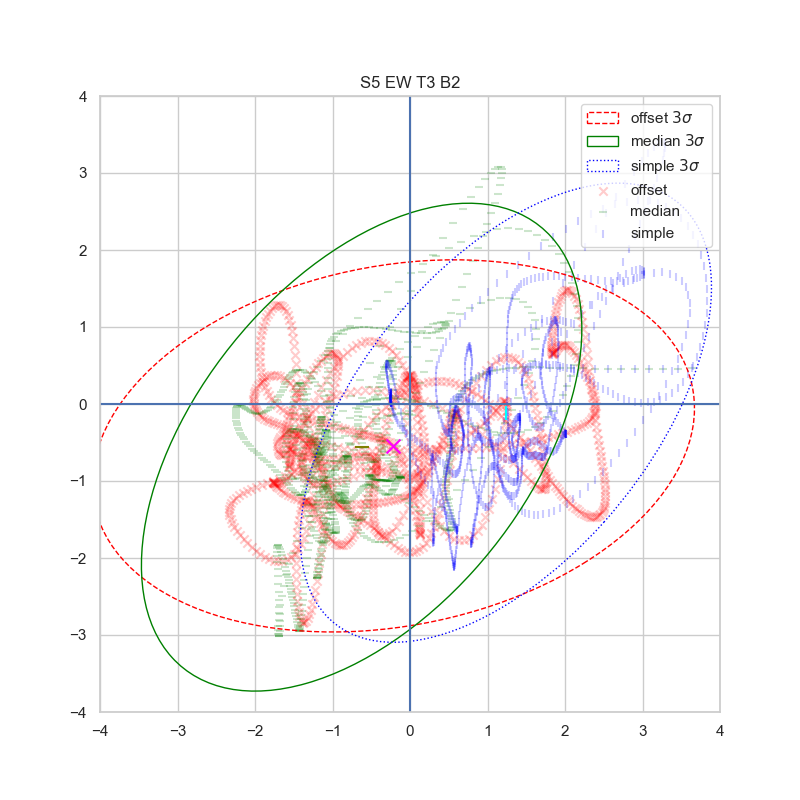 S5 EW T3 B2
offset 3σ
median 3σ
simple 3σ
offset
median
simple
4
3
2
1
0
−1
−2
−3
−4
−4 −3 −2 −1 0 1 2 3 4